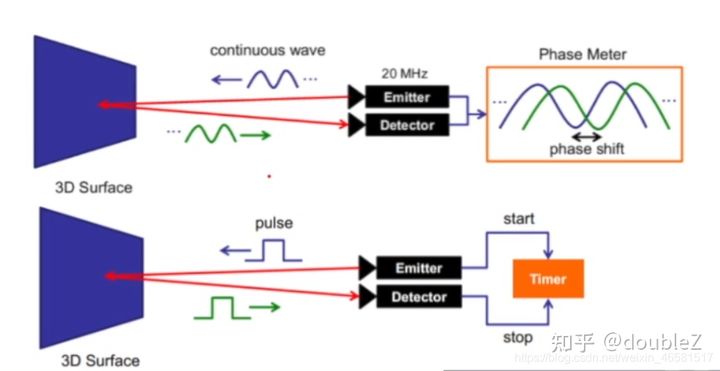 continuous wave
20 MHz
Phase Meter
...
Emitter
Detector
...
...
...
phase shift
3D Surface
pulse
start
Emitter
Detector
Timer
stop
3D Surface
知乎 @doubleZ
https://blog.csdn.net/weixin_46581517